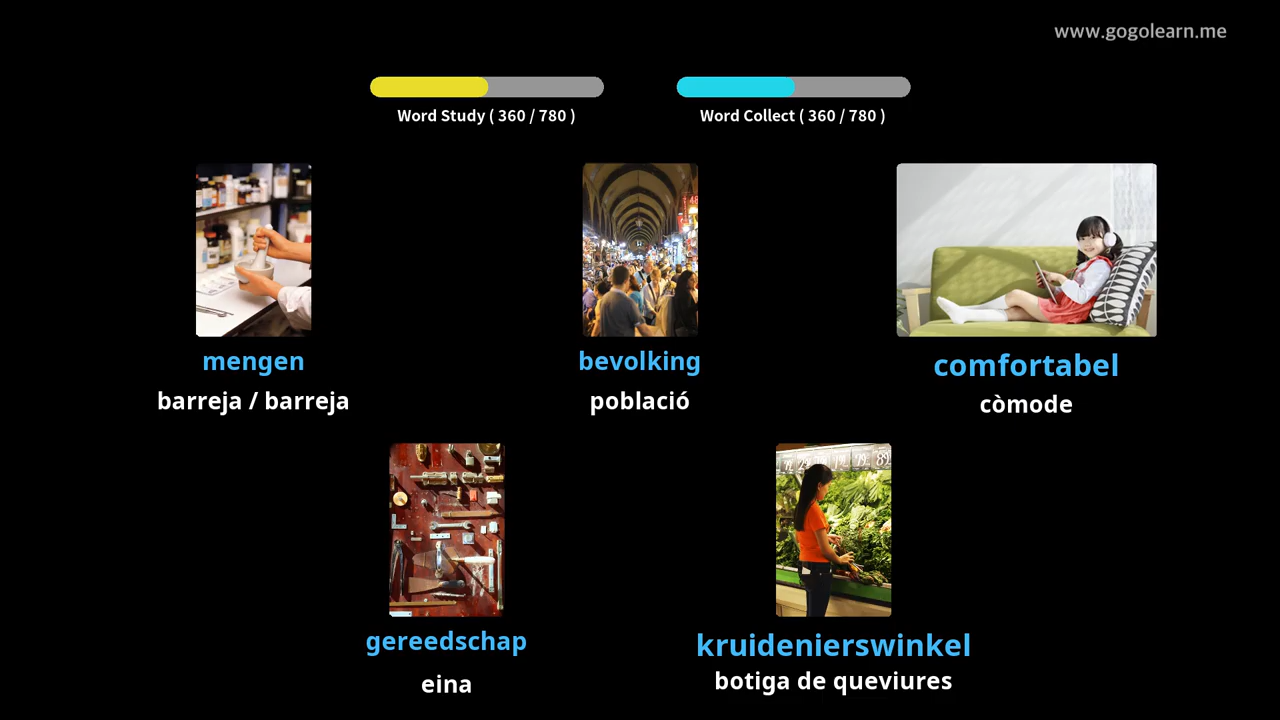 www.gogolearn.me
Word Study ( 360 / 780 )
Word Collect ( 360 / 780 )
mengen
barreja / barreja
bevolking
població
comfortabel
còmode
gereedschap
eina
kruidenierswinkel
botiga de queviures